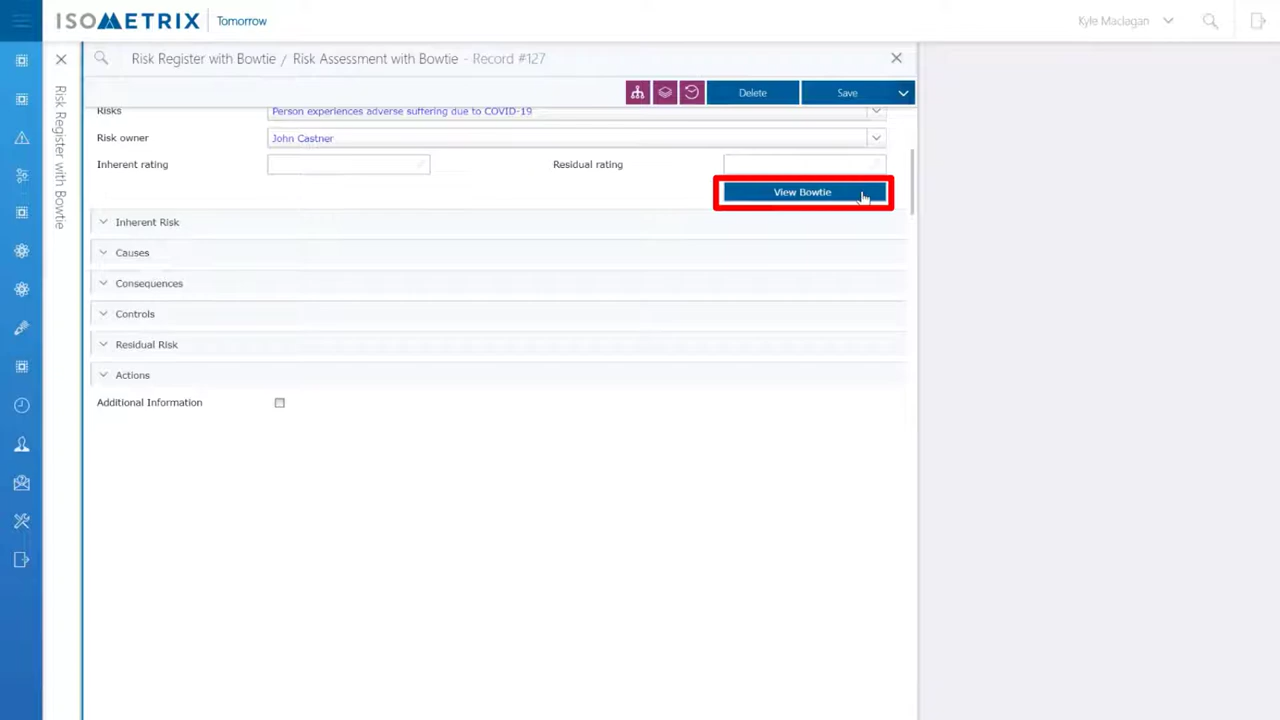 ISOMETRIX Tomorrow
Kyle Maclagan
Risk Register with Bowtie
Risk Register with Bowtie / Risk Assessment with Bowtie - Record #127
Delete
Save
Risks Person experiences adverse suffering due to COVID-19
Risk owner John Castner
Inherent rating Residual rating
View Bowtie
Inherent Risk
Causes
Consequences
Controls
Residual Risk
Actions
Additional Information